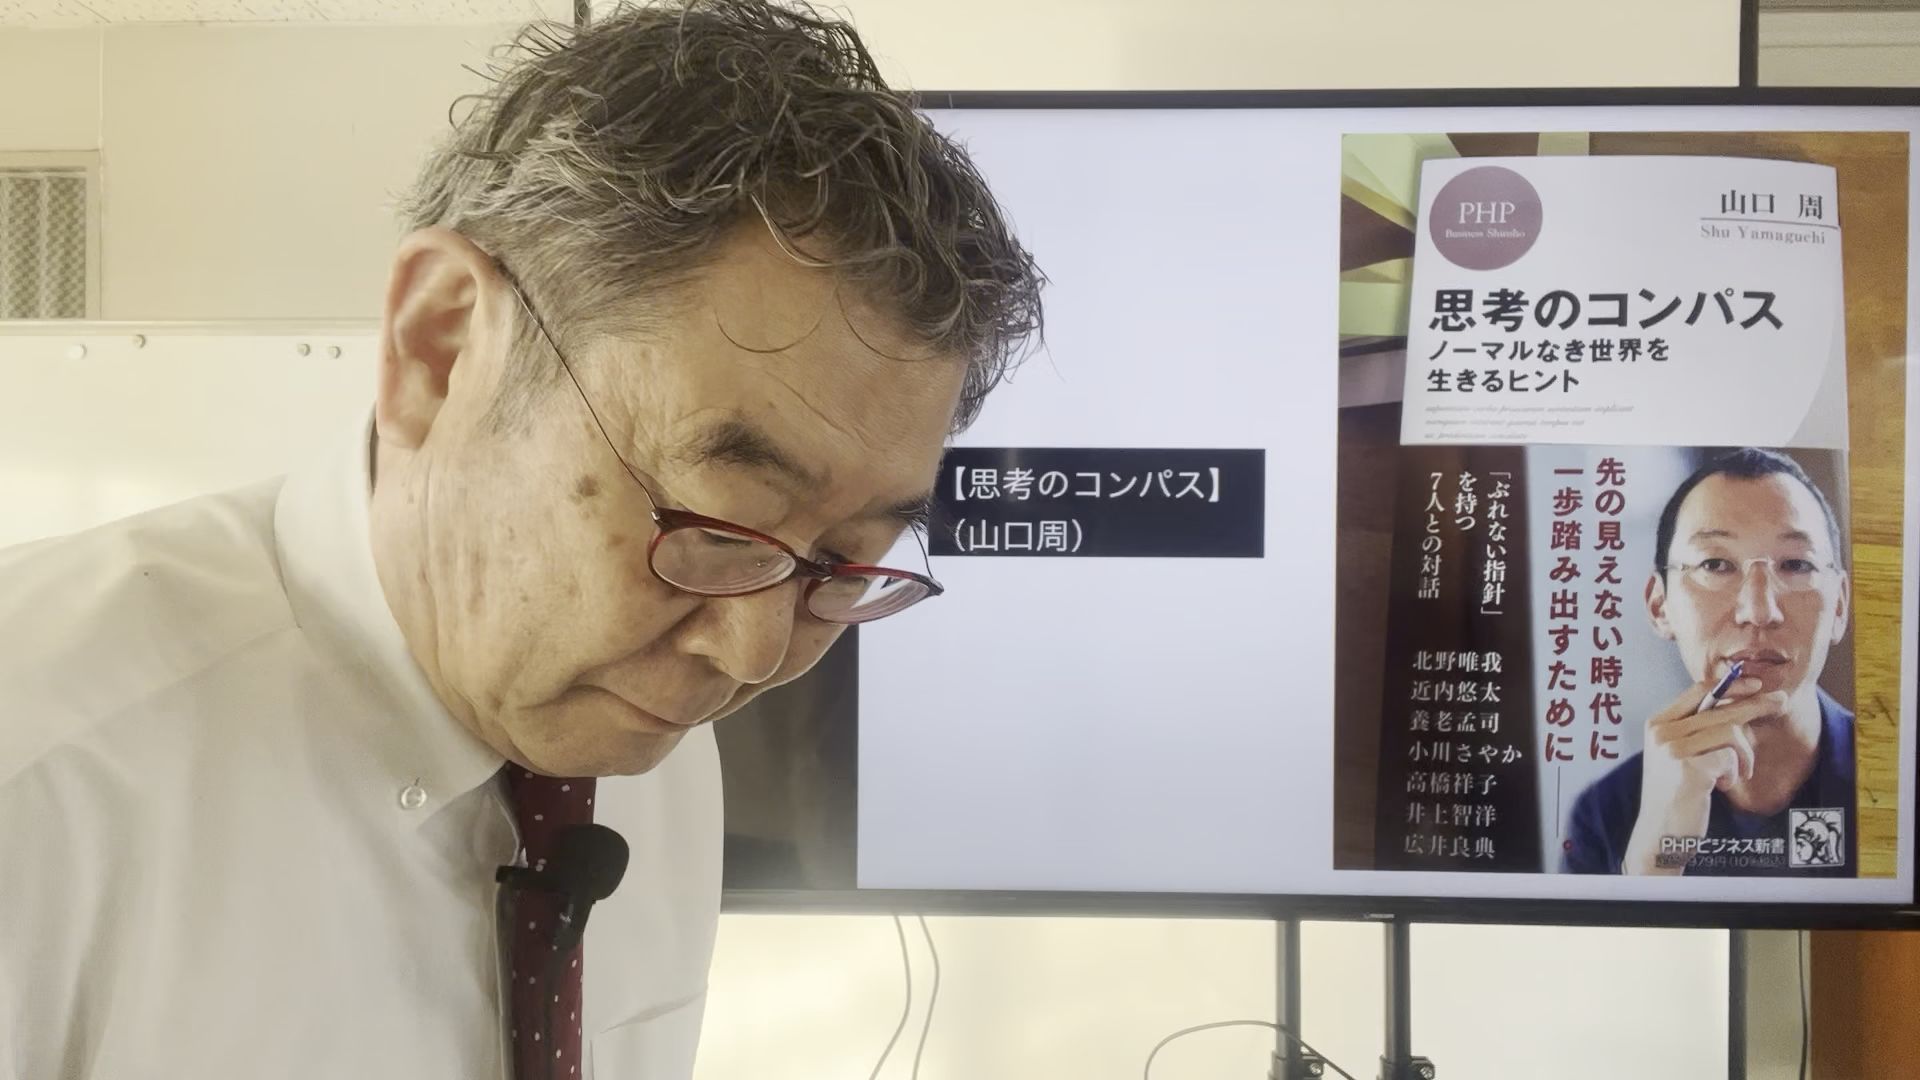 【思考のコンパス】
（山口周）
PHP
Business Shinsho
山口 周
Shu Yamaguchi
思考のコンパス
ノーマルなき世界を
生きるヒント
先の見えない時代に
一歩踏み出すために――。
「ぶれない指針」
を持つ
7人との対話
北野唯我
近内悠太
養老孟司
小川さやか
高橋祥子
井上智洋
広井良典
PHPビジネス新書